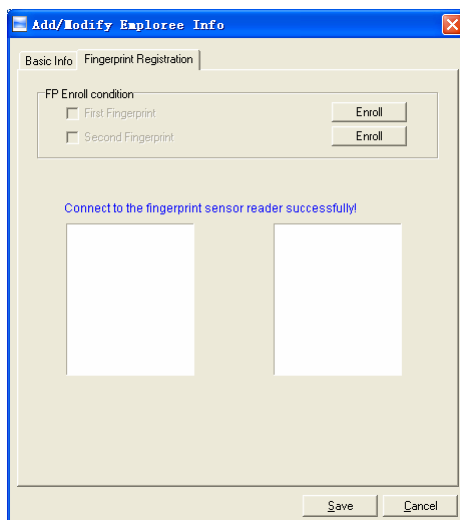 Add/Modify Emploree Info
Basic Info Fingerprint Registration
FP Enroll condition
First Fingerprint Enroll
Second Fingerprint Enroll
Connect to the fingerprint sensor reader successfully!
Save Cancel